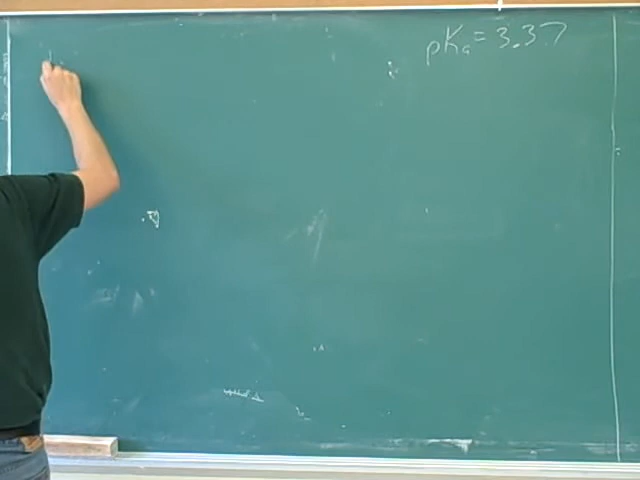 pKa = 3.37